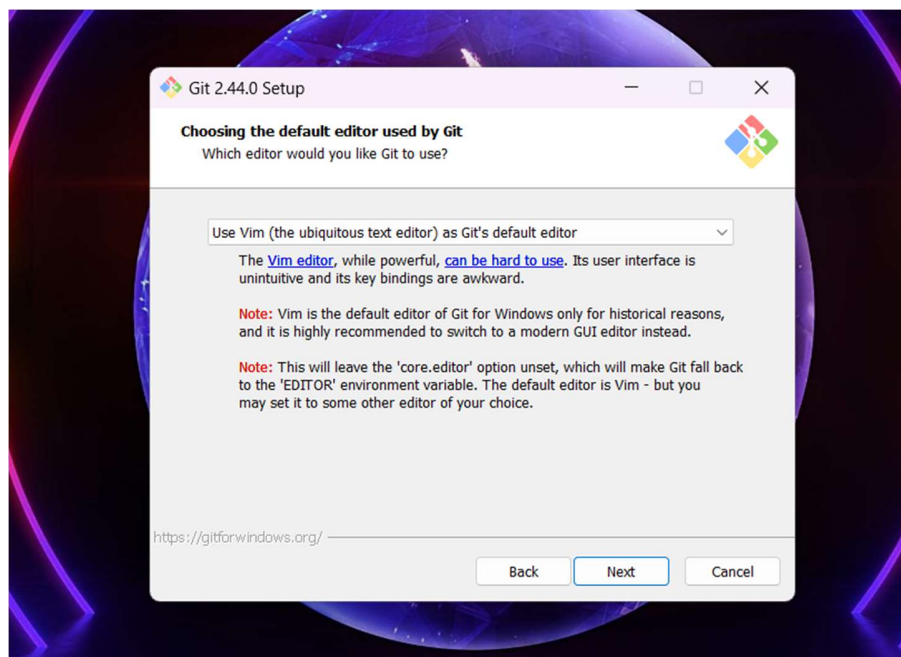 Git 2.44.0 Setup
Choosing the default editor used by Git
Which editor would you like Git to use?
Use Vim (the ubiquitous text editor) as Git's default editor
The Vim editor, while powerful, can be hard to use. Its user interface is
unintuitive and its key bindings are awkward.
Note: Vim is the default editor of Git for Windows only for historical reasons,
and it is highly recommended to switch to a modern GUI editor instead.
Note: This will leave the 'core.editor' option unset, which will make Git fall back
to the 'EDITOR' environment variable. The default editor is Vim - but you
may set it to some other editor of your choice.
https://gitforwindows.org/
Back Next Cancel